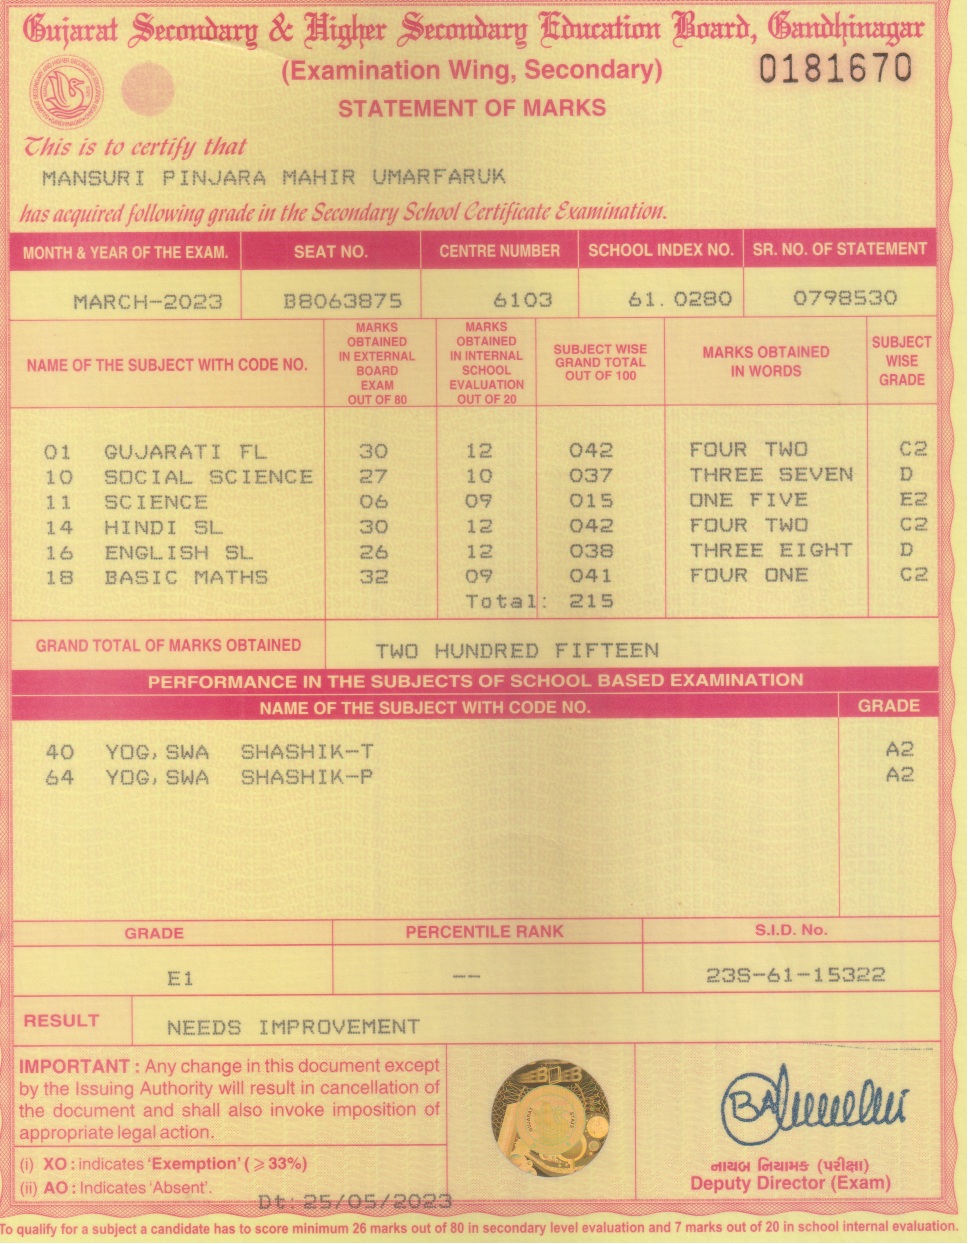 Gujarat Secondary & Higher Secondary Education Board, Gandhinagar
(Examination Wing, Secondary)
0181670
STATEMENT OF MARKS
This is to certify that
MANSURI PINJARA MAHIR UMARFARUK
has acquired following grade in the Secondary School Certificate Examination.
MONTH & YEAR OF THE EXAM. SEAT NO. CENTRE NUMBER SCHOOL INDEX NO. SR. NO. OF STATEMENT
MARCH-2023 B8063875 6103 61.0280 0798530
NAME OF THE SUBJECT WITH CODE NO. MARKS OBTAINED IN EXTERNAL BOARD EXAM OUT OF 80 MARKS OBTAINED IN INTERNAL SCHOOL EVALUATION OUT OF 20 SUBJECT WISE GRAND TOTAL OUT OF 100 MARKS OBTAINED IN WORDS SUBJECT WISE GRADE
01 GUJARATI FL 30 12 042 FOUR TWO C2
10 SOCIAL SCIENCE 27 10 037 THREE SEVEN D
11 SCIENCE 06 09 015 ONE FIVE E2
14 HINDI SL 30 12 042 FOUR TWO C2
16 ENGLISH SL 26 12 038 THREE EIGHT D
18 BASIC MATHS 32 09 041 FOUR ONE C2
Total: 215
GRAND TOTAL OF MARKS OBTAINED TWO HUNDRED FIFTEEN
PERFORMANCE IN THE SUBJECTS OF SCHOOL BASED EXAMINATION
NAME OF THE SUBJECT WITH CODE NO. GRADE
40 YOG, SWA SHASHIK-T A2
64 YOG, SWA SHASHIK-P A2
GRADE PERCENTILE RANK S.I.D. No.
E1 -- 23S-61-15322
RESULT NEEDS IMPROVEMENT
IMPORTANT : Any change in this document except
by the Issuing Authority will result in cancellation of
the document and shall also invoke imposition of
appropriate legal action.
(i) XO : indicates 'Exemption' (⩾ 33%)
(ii) AO : Indicates 'Absent'.
Dt: 25/05/2023
નાયબ નિયામક (પરીક્ષા)
Deputy Director (Exam)
To qualify for a subject a candidate has to score minimum 26 marks out of 80 in secondary level evaluation and 7 marks out of 20 in school internal evaluation.